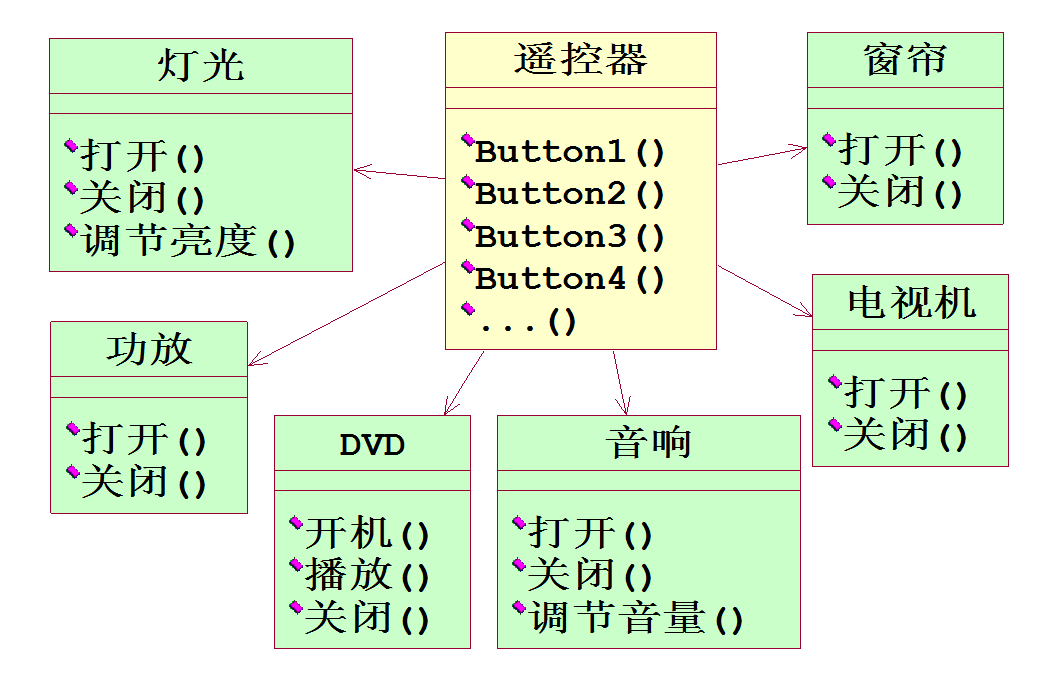 灯光
打开()
关闭()
调节亮度()
遥控器
Button1()
Button2()
Button3()
Button4()
...()
窗帘
打开()
关闭()
功放
打开()
关闭()
DVD
开机()
播放()
关闭()
音响
打开()
关闭()
调节音量()
电视机
打开()
关闭()